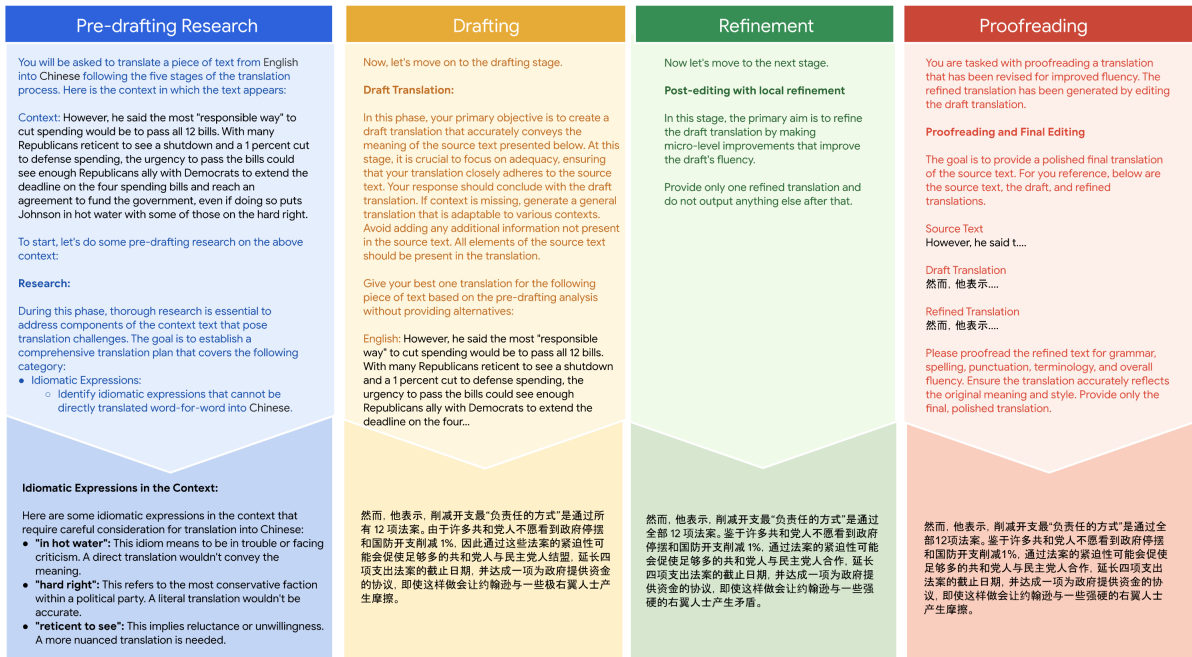 Pre-drafting Research
You will be asked to translate a piece of text from English
into Chinese following the five stages of the translation
process. Here is the context in which the text appears:
Context: However, he said the most "responsible way" to
cut spending would be to pass all 12 bills. With many
Republicans reticent to see a shutdown and a 1 percent cut
to defense spending, the urgency to pass the bills could
see enough Republicans ally with Democrats to extend the
deadline on the four spending bills and reach an
agreement to fund the government, even if doing so puts
Johnson in hot water with some of those on the hard right.
To start, let's do some pre-drafting research on the above
context:
Research:
During this phase, thorough research is essential to
address components of the context text that pose
translation challenges. The goal is to establish a
comprehensive translation plan that covers the following
category:
● Idiomatic Expressions:
○ Identify idiomatic expressions that cannot be
directly translated word-for-word into Chinese.
Idiomatic Expressions in the Context:
Here are some idiomatic expressions in the context that
require careful consideration for translation into Chinese:
● "in hot water": This idiom means to be in trouble or facing
criticism. A direct translation wouldn't convey the
meaning.
● "hard right": This refers to the most conservative faction
within a political party. A literal translation wouldn't be
accurate.
● "reticent to see": This implies reluctance or unwillingness.
A more nuanced translation is needed.
Drafting
Now, let's move on to the drafting stage.
Draft Translation:
In this phase, your primary objective is to create a
draft translation that accurately conveys the
meaning of the source text presented below. At this
stage, it is crucial to focus on adequacy, ensuring
that your translation closely adheres to the source
text. Your response should conclude with the draft
translation. If context is missing, generate a general
translation that is adaptable to various contexts.
Avoid adding any additional information not present
in the source text. All elements of the source text
should be present in the translation.
Give your best one translation for the following
piece of text based on the pre-drafting analysis
without providing alternatives:
English: However, he said the most "responsible
way" to cut spending would be to pass all 12 bills.
With many Republicans reticent to see a shutdown
and a 1 percent cut to defense spending, the
urgency to pass the bills could see enough
Republicans ally with Democrats to extend the
deadline on the four...
然而, 他表示, 削减开支最“负责任的方式”是通过所
有 12 项法案。由于许多共和党人不愿看到政府停摆
和国防开支削减 1%, 因此通过这些法案的紧迫性可
能会促使足够多的共和党人与民主党人结盟, 延长四
项支出法案的截止日期, 并达成一项为政府提供资金
的协议, 即使这样做会让约翰逊与一些极右翼人士产
生摩擦。
Refinement
Now let's move to the next stage.
Post-editing with local refinement
In this stage, the primary aim is to refine
the draft translation by making
micro-level improvements that improve
the draft's fluency.
Provide only one refined translation and
do not output anything else after that.
然而, 他表示, 削减开支最“负责任的方式”是通过
全部 12 项法案。鉴于许多共和党人不愿看到政府
停摆和国防开支削减 1%, 通过法案的紧迫性可能
会促使足够多的共和党人与民主党人合作, 延长
四项支出法案的截止日期, 并达成一项为政府提
供资金的协议, 即使这样做会让约翰逊与一些强
硬的右翼人士产生矛盾。
Proofreading
You are tasked with proofreading a translation
that has been revised for improved fluency. The
refined translation has been generated by editing
the draft translation.
Proofreading and Final Editing
The goal is to provide a polished final translation
of the source text. For you reference, below are
the source text, the draft, and refined
translations.
Source Text
However, he said t....
Draft Translation
然而, 他表示....
Refined Translation
然而, 他表示....
Please proofread the refined text for grammar,
spelling, punctuation, terminology, and overall
fluency. Ensure the translation accurately reflects
the original meaning and style. Provide only the
final, polished translation.
然而, 他表示, 削减开支最“负责任的方式”是通过全
部12项法案。鉴于许多共和党人不愿看到政府停摆
和国防开支削减1%, 通过法案的紧迫性可能会促使
足够多的共和党人与民主党人合作, 延长四项支出
法案的截止日期, 并达成一项为政府提供资金的协
议, 即使这样做会让约翰逊与一些强硬的右翼人士
产生摩擦。